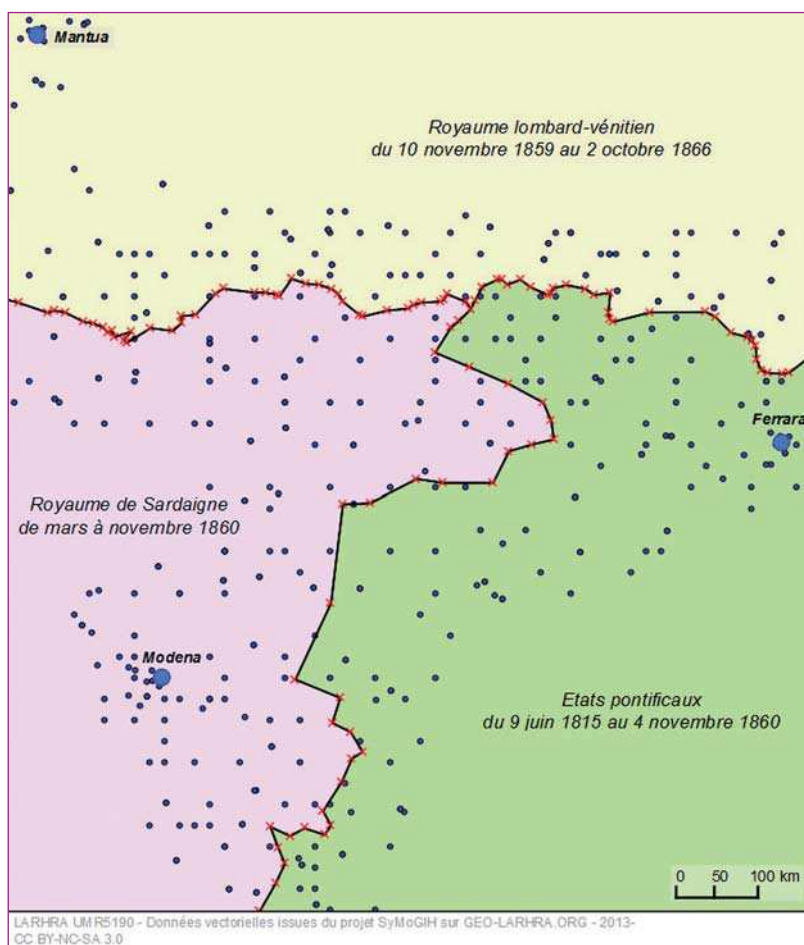 Mantua
Royaume lombard-vénitien
du 10 novembre 1859 au 2 octobre 1866
Ferrara
Royaume de Sardaigne
de mars à novembre 1860
Modena
Etats pontificaux
du 9 juin 1815 au 4 novembre 1860
0 50 100 km
LARHRA UMR5190 - Données vectorielles issues du projet SyMoGIH sur GEO-LARHRA.ORG - 2013-
CC BY-NC-SA 3.0